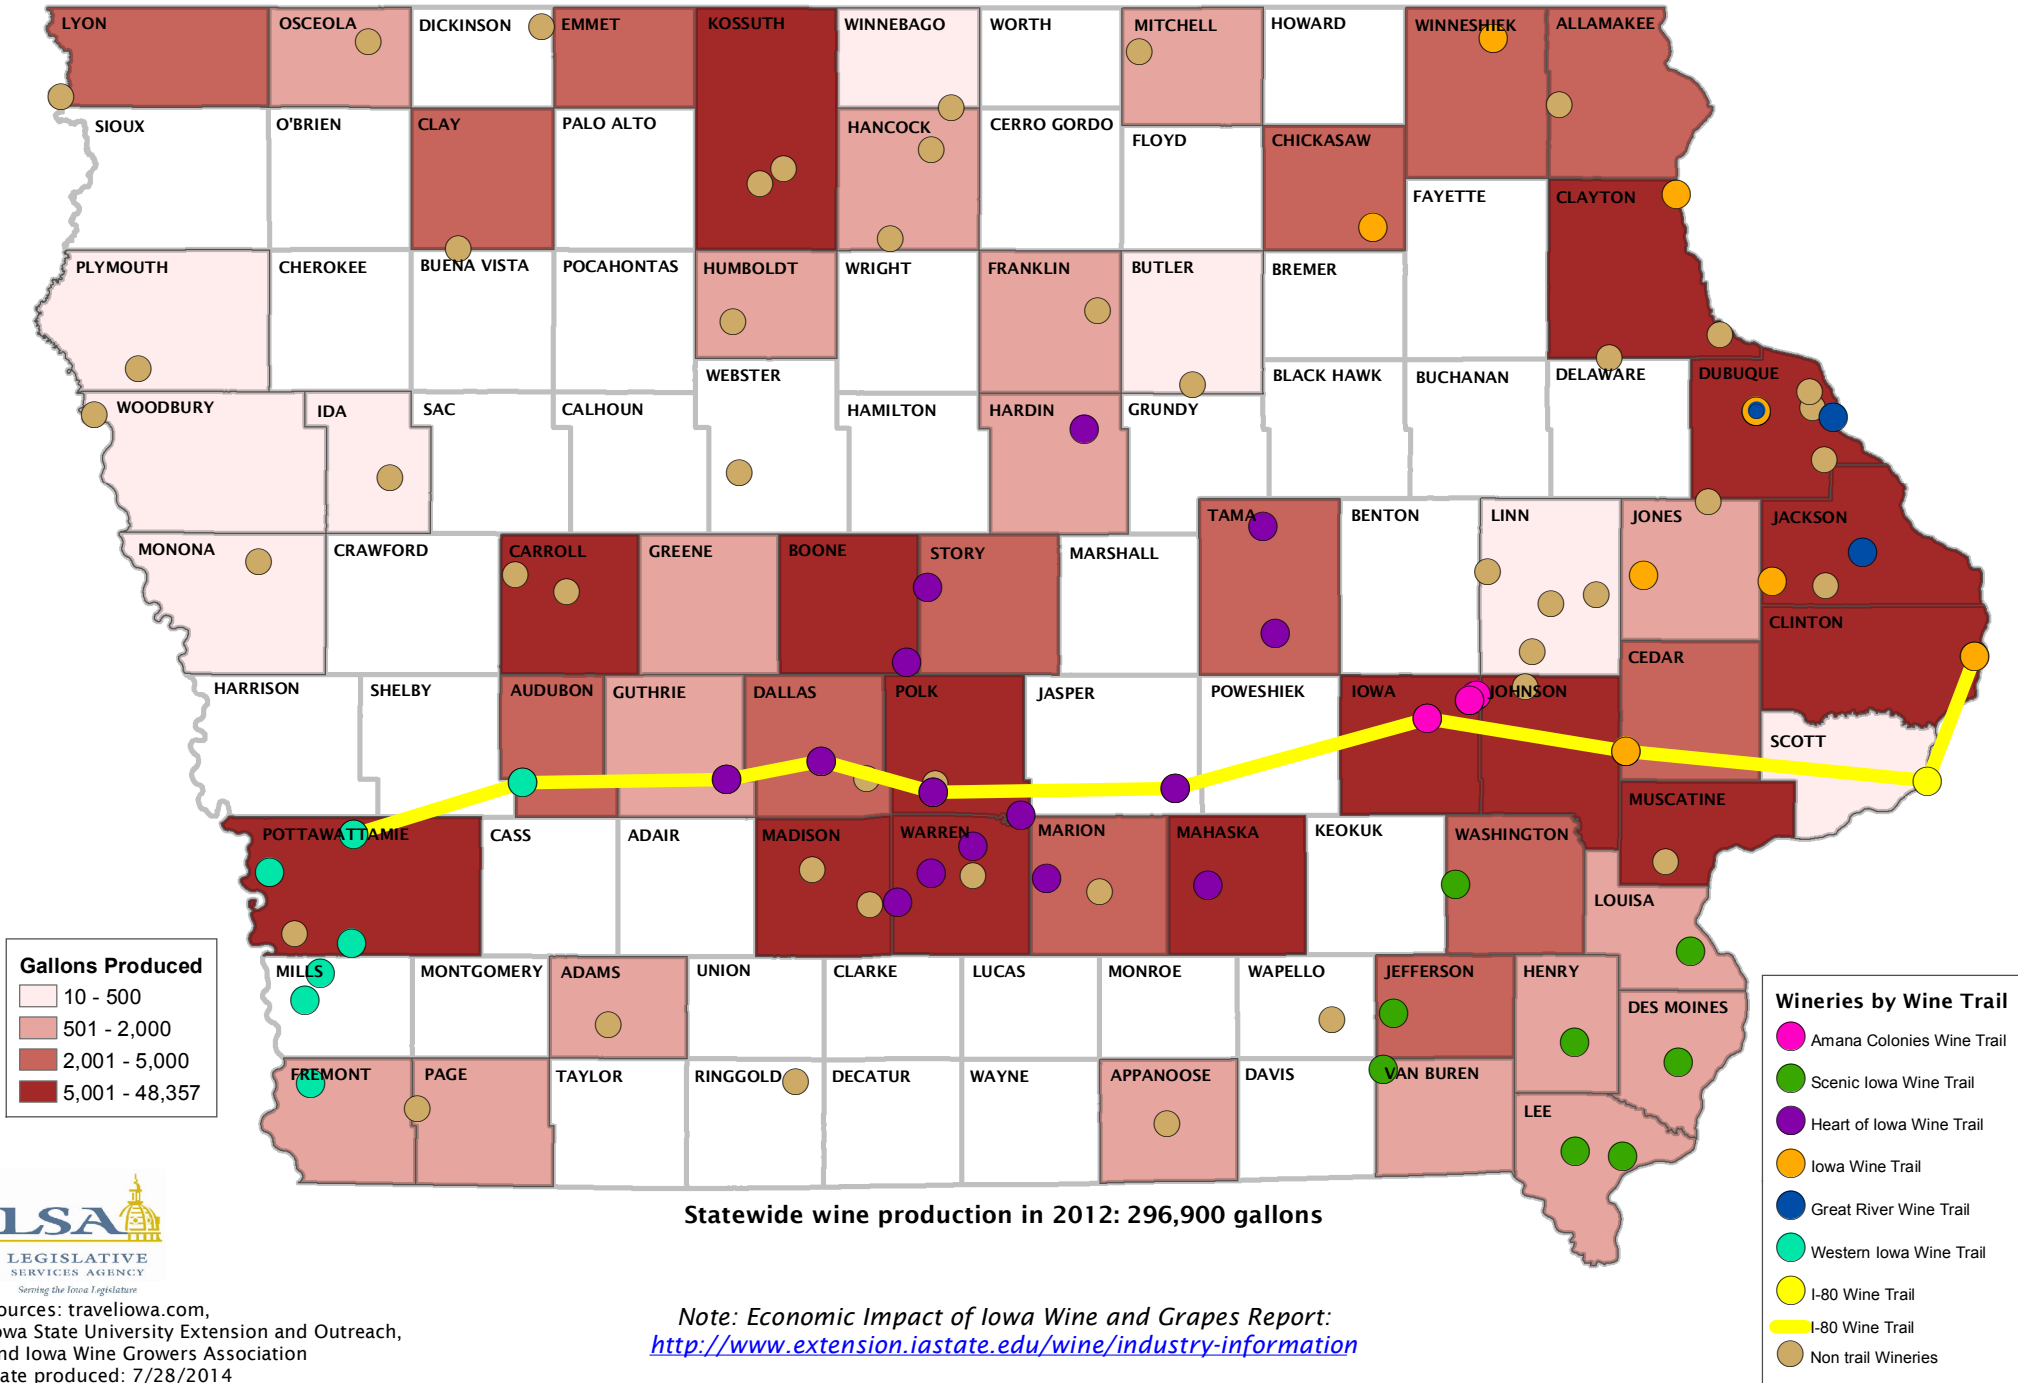 LYON
OSCEOLA
DICKINSON
EMMET
KOSSUTH
WINNEBAGO
WORTH
MITCHELL
HOWARD
WINNESHIEK
ALLAMAKEE
SIOUX
O'BRIEN
CLAY
PALO ALTO
HANCOCK
CERRO GORDO
FLOYD
CHICKASAW
FAYETTE
CLAYTON
PLYMOUTH
CHEROKEE
BUENA VISTA
POCAHONTAS
HUMBOLDT
WRIGHT
FRANKLIN
BUTLER
BREMER
WEBSTER
BLACK HAWK
BUCHANAN
DELAWARE
DUBUQUE
WOODBURY
IDA
SAC
CALHOUN
HAMILTON
HARDIN
GRUNDY
TAMA
BENTON
LINN
JONES
JACKSON
MONONA
CRAWFORD
CARROLL
GREENE
BOONE
STORY
MARSHALL
CLINTON
CEDAR
HARRISON
SHELBY
AUDUBON
GUTHRIE
DALLAS
POLK
JASPER
POWESHIEK
IOWA
JOHNSON
SCOTT
MUSCATINE
POTTAWATTAMIE
CASS
ADAIR
MADISON
WARREN
MARION
MAHASKA
KEOKUK
WASHINGTON
LOUISA
MILLS
MONTGOMERY
ADAMS
UNION
CLARKE
LUCAS
MONROE
WAPELLO
JEFFERSON
HENRY
DES MOINES
FREMONT
PAGE
TAYLOR
RINGGOLD
DECATUR
WAYNE
APPANOOSE
DAVIS
VAN BUREN
LEE
Gallons Produced
10 - 500
501 - 2,000
2,001 - 5,000
5,001 - 48,357
Wineries by Wine Trail
Amana Colonies Wine Trail
Scenic Iowa Wine Trail
Heart of Iowa Wine Trail
Iowa Wine Trail
Great River Wine Trail
Western Iowa Wine Trail
I-80 Wine Trail
I-80 Wine Trail
Non trail Wineries
Statewide wine production in 2012: 296,900 gallons
LSA
LEGISLATIVE
SERVICES AGENCY
Serving the Iowa Legislature
ources: traveliowa.com,
owa State University Extension and Outreach,
nd Iowa Wine Growers Association
ate produced: 7/28/2014
Note: Economic Impact of Iowa Wine and Grapes Report:
http://www.extension.iastate.edu/wine/industry-information